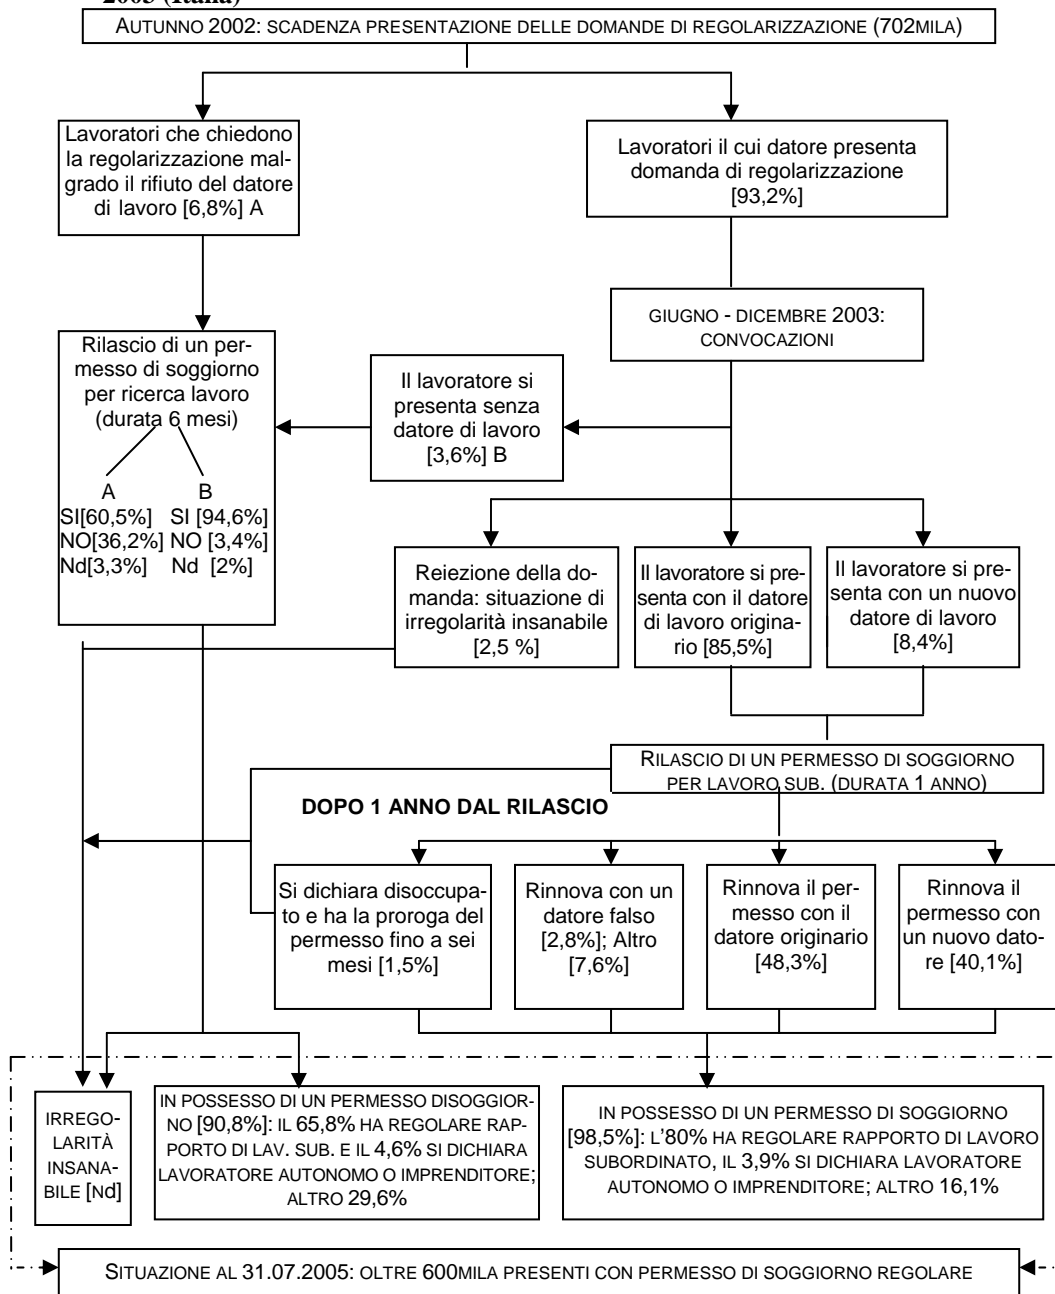 2005 (Italia)
AUTUNNO 2002: SCADENZA PRESENTAZIONE DELLE DOMANDE DI REGOLARIZZAZIONE (702MILA)
Lavoratori che chiedono
la regolarizzazione mal-
grado il rifiuto del datore
di lavoro [6,8%] A
Lavoratori il cui datore presenta
domanda di regolarizzazione
[93,2%]
GIUGNO - DICEMBRE 2003:
CONVOCAZIONI
Rilascio di un per-
messo di soggiorno
per ricerca lavoro
(durata 6 mesi)
A B
SI[60,5%] SI [94,6%]
NO[36,2%] NO [3,4%]
Nd[3,3%] Nd [2%]
Il lavoratore si
presenta senza
datore di lavoro
[3,6%] B
Reiezione della do-
manda: situazione di
irregolarità insanabile
[2,5 %]
Il lavoratore si pre-
senta con il datore
di lavoro origina-
rio [85,5%]
Il lavoratore si pre-
senta con un nuovo
datore di lavoro
[8,4%]
RILASCIO DI UN PERMESSO DI SOGGIORNO
PER LAVORO SUB. (DURATA 1 ANNO)
DOPO 1 ANNO DAL RILASCIO
Si dichiara disoccupa-
to e ha la proroga del
permesso fino a sei
mesi [1,5%]
Rinnova con un
datore falso
[2,8%]; Altro
[7,6%]
Rinnova il per-
messo con il
datore originario
[48,3%]
Rinnova il
permesso con
un nuovo dato-
re [40,1%]
IRREGO-
LARITÀ
INSANA-
BILE [Nd]
IN POSSESSO DI UN PERMESSO DISOGGIOR-
NO [90,8%]: IL 65,8% HA REGOLARE RAP-
PORTO DI LAV. SUB. E IL 4,6% SI DICHIARA
LAVORATORE AUTONOMO O IMPRENDITORE;
ALTRO 29,6%
IN POSSESSO DI UN PERMESSO DI SOGGIORNO
[98,5%]: L'80% HA REGOLARE RAPPORTO DI LAVORO
SUBORDINATO, IL 3,9% SI DICHIARA LAVORATORE
AUTONOMO O IMPRENDITORE; ALTRO 16,1%
SITUAZIONE AL 31.07.2005: OLTRE 600MILA PRESENTI CON PERMESSO DI SOGGIORNO REGOLARE